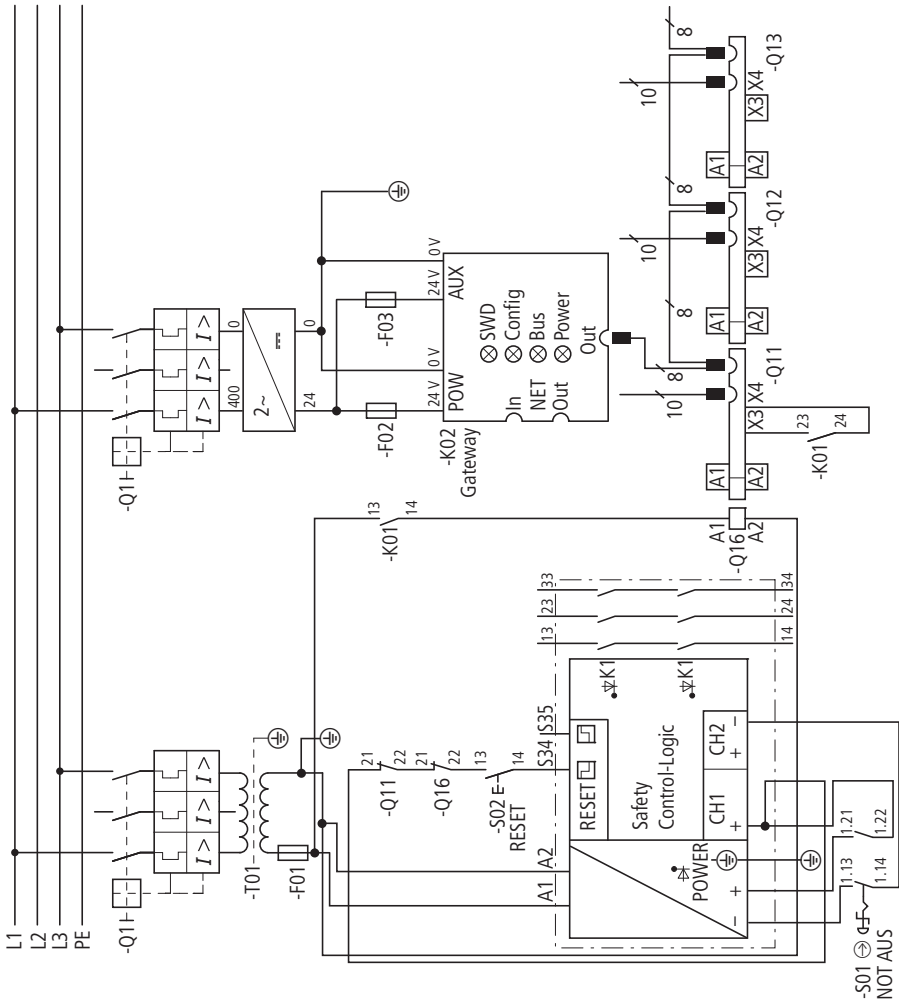 L1
L2
L3
PE
-Q1
I >
I >
I >
-T01
-F01
-Q1
I >
I >
I >
400
0
2~
24
0
-F02
-F03
24 V
0 V
24 V
0 V
POW
AUX
-K02
Gateway
In
NET
Out
SWD
Config
Bus
Power
Out
13
14
-K01
21
22
-Q11
21
22
-Q16
13
14
-S02
RESET
A1
A2
S34
S35
13
23
33
RESET
K1
K1
Safety
Control-Logic
POWER
CH1
CH2
–
+
+
+
–
14
24
34
A1
-Q16
A2
1.13
1.14
1.21
1.22
-S01
NOT AUS
10
8
A1
A2
X3
X4
-Q11
23
24
-K01
8
10
8
A1
A2
X3
X4
-Q12
10
8
A1
A2
X3
X4
-Q13